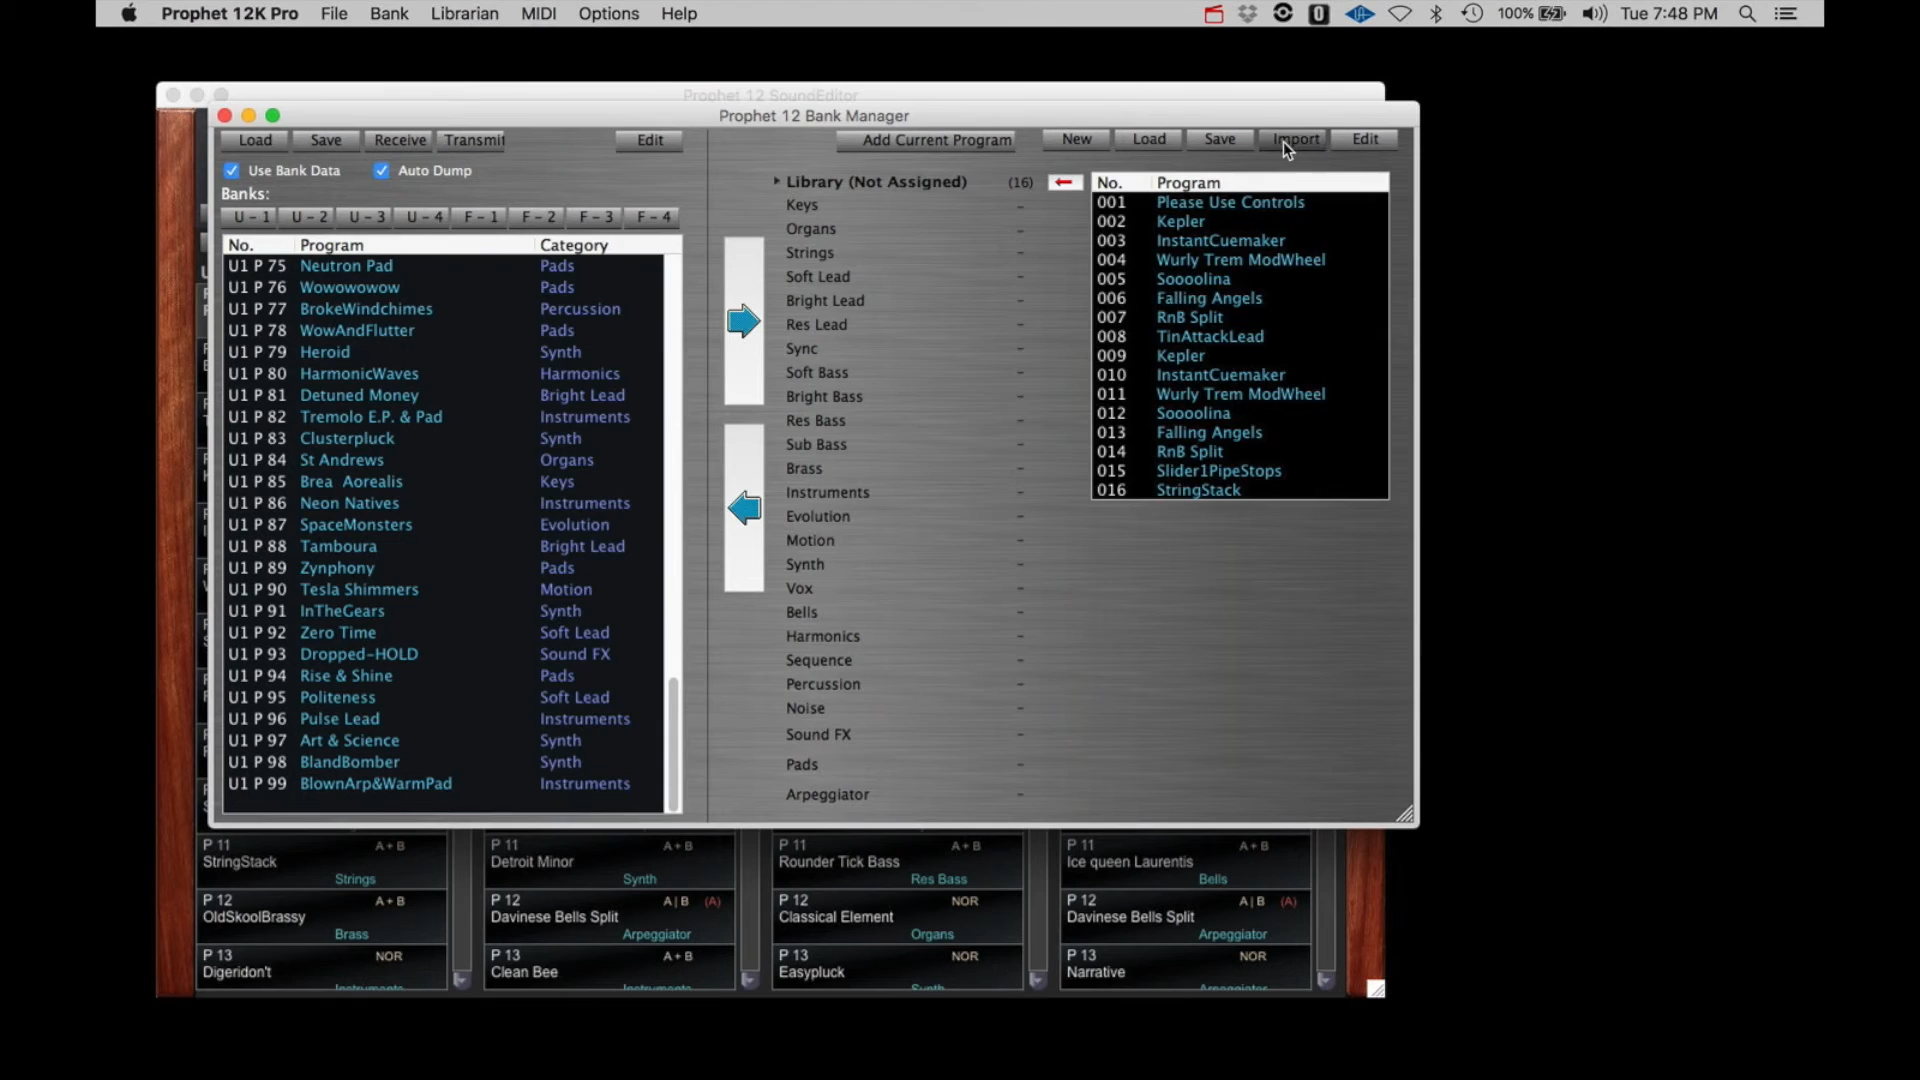 Prophet 12K Pro File Bank Librarian MIDI Options Help 100% Tue 7:48 PM
Prophet 12 SoundEditor
Prophet 12 Bank Manager
Load Save Receive Transmit Edit
Add Current Program New Load Save Import Edit
Use Bank Data Auto Dump
Banks:
U - 1 U - 2 U - 3 U - 4 F - 1 F - 2 F - 3 F - 4
No. Program Category
U1 P 75 Neutron Pad Pads
U1 P 76 Wowowowow Pads
U1 P 77 BrokeWindchimes Percussion
U1 P 78 WowAndFlutter Pads
U1 P 79 Heroid Synth
U1 P 80 HarmonicWaves Harmonics
U1 P 81 Detuned Money Bright Lead
U1 P 82 Tremolo E.P. & Pad Instruments
U1 P 83 Clusterpluck Synth
U1 P 84 St Andrews Organs
U1 P 85 Brea Aorealis Keys
U1 P 86 Neon Natives Instruments
U1 P 87 SpaceMonsters Evolution
U1 P 88 Tamboura Bright Lead
U1 P 89 Zynphony Pads
U1 P 90 Tesla Shimmers Motion
U1 P 91 InTheGears Synth
U1 P 92 Zero Time Soft Lead
U1 P 93 Dropped-HOLD Sound FX
U1 P 94 Rise & Shine Pads
U1 P 95 Politeness Soft Lead
U1 P 96 Pulse Lead Instruments
U1 P 97 Art & Science Synth
U1 P 98 BlandBomber Synth
U1 P 99 BlownArp&WarmPad Instruments
Library (Not Assigned) (16)
Keys -
Organs -
Strings -
Soft Lead -
Bright Lead -
Res Lead -
Sync -
Soft Bass -
Bright Bass -
Res Bass -
Sub Bass -
Brass -
Instruments -
Evolution -
Motion -
Synth -
Vox -
Bells -
Harmonics -
Sequence -
Percussion -
Noise -
Sound FX -
Pads -
Arpeggiator -
No. Program
001 Please Use Controls
002 Kepler
003 InstantCuemaker
004 Wurly Trem ModWheel
005 Soooolina
006 Falling Angels
007 RnB Split
008 TinAttackLead
009 Kepler
010 InstantCuemaker
011 Wurly Trem ModWheel
012 Soooolina
013 Falling Angels
014 RnB Split
015 Slider1PipeStops
016 StringStack
P 11 A + B P 11 A + B P 11 A + B P 11 A + B
StringStack Detroit Minor Rounder Tick Bass Ice queen Laurentis
Strings Synth Res Bass Bells
P 12 A + B P 12 A | B (A) P 12 NOR P 12 A | B (A)
OldSkoolBrassy Davinese Bells Split Classical Element Davinese Bells Split
Brass Arpeggiator Organs Arpeggiator
P 13 NOR P 13 A + B P 13 NOR P 13 NOR
Digeridon't Clean Bee Easypluck Narrative
Instruments Instruments Synth Arpeggiator